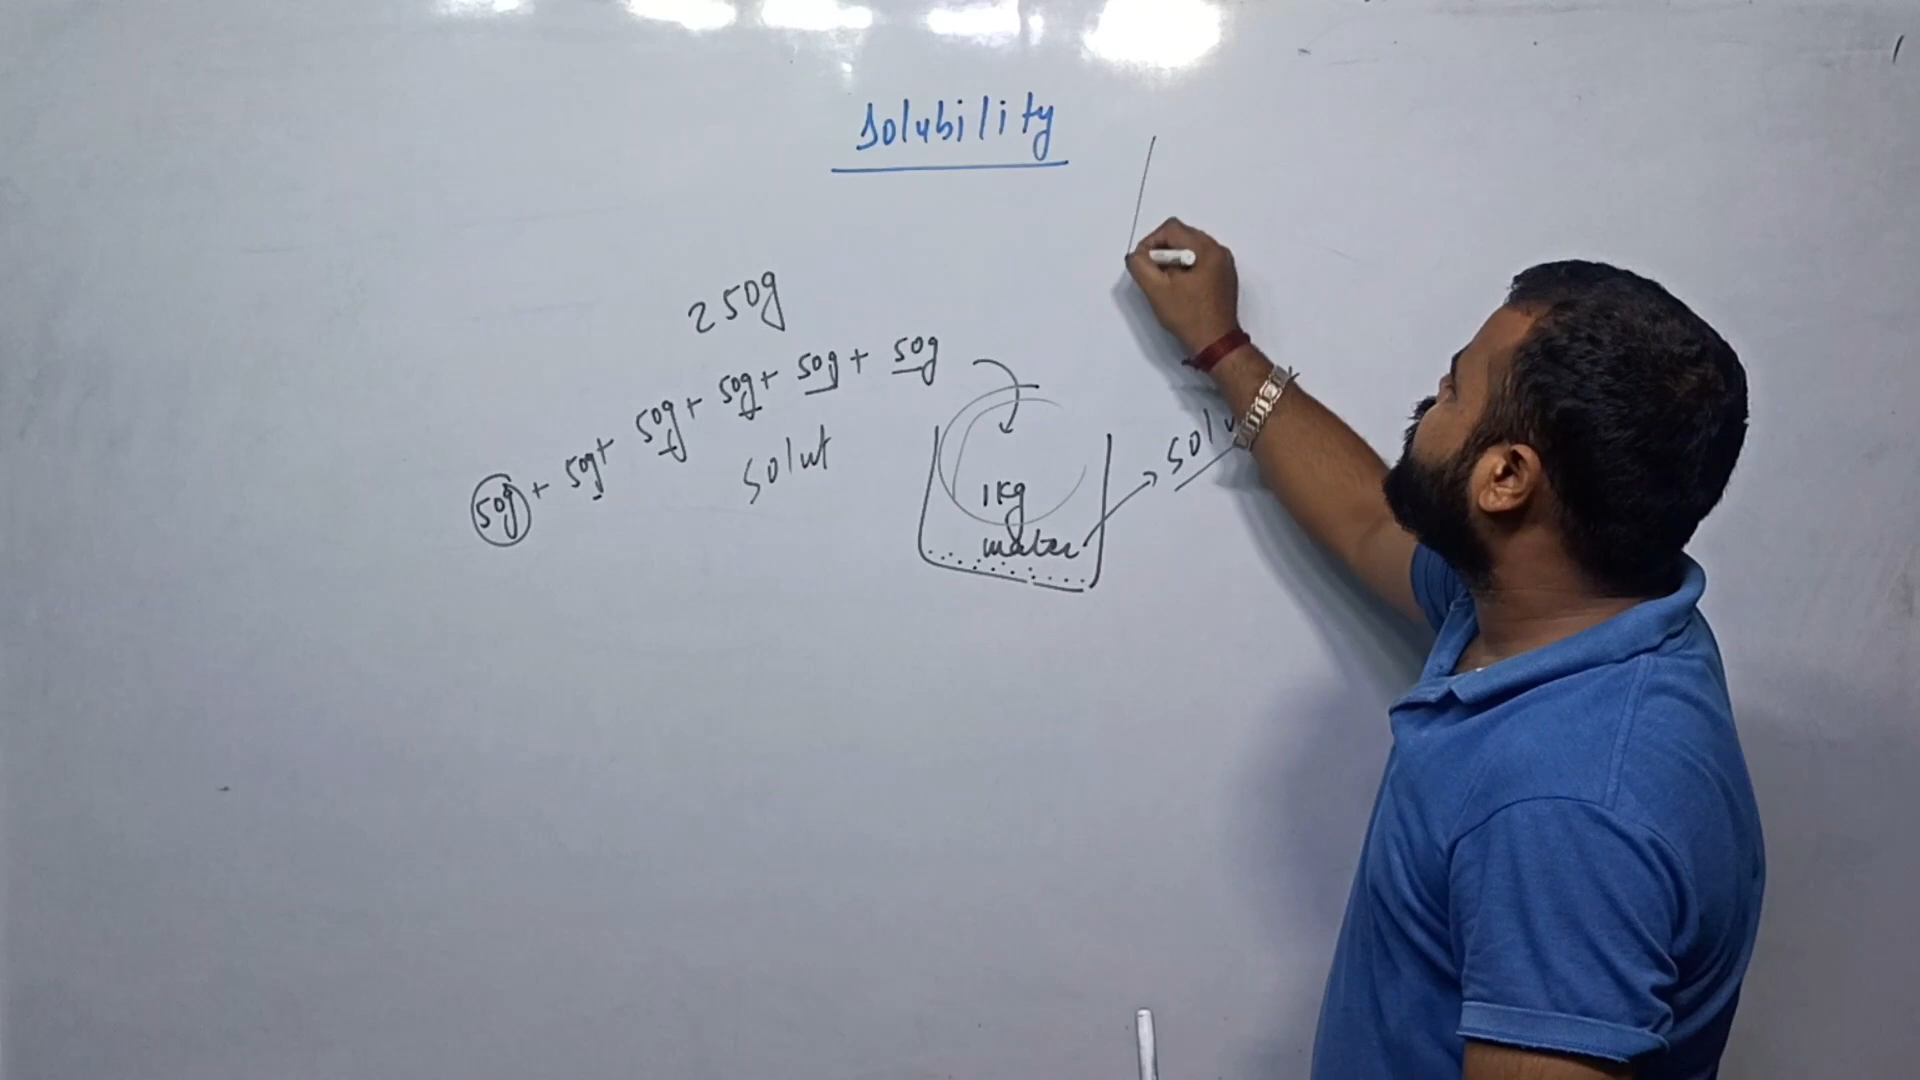 Solubility
250g
50g + 50g + 50g + 50g + 50g + 50g
Solut
1Kg
water